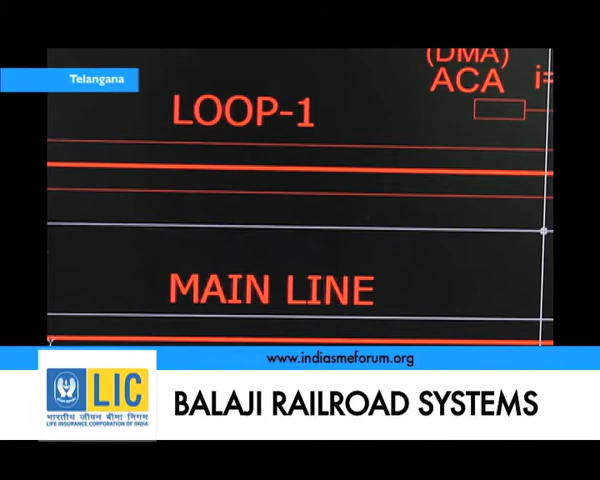 (DMA)
ACA i=
Telangana
LOOP-1
MAIN LINE
www.indiasmeforum.org
LIC
भारतीय जीवन बीमा निगम
LIFE INSURANCE CORPORATION OF INDIA
BALAJI RAILROAD SYSTEMS